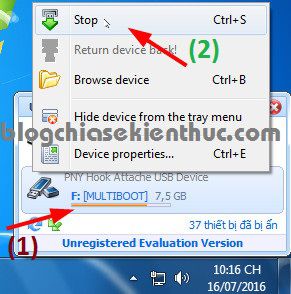 Stop Ctrl+S
(2)
Return device back!
Browse device Ctrl+B
Hide device from the tray menu
blogchiasekienthuc.com
Device properties... Ctrl+E
PNY Hook Attache USB Device
F: [MULTIBOOT] 7,5 GB
(1)
37 thiết bị đã bị ẩn
Unregistered Evaluation Version
10:16 CH
16/07/2016